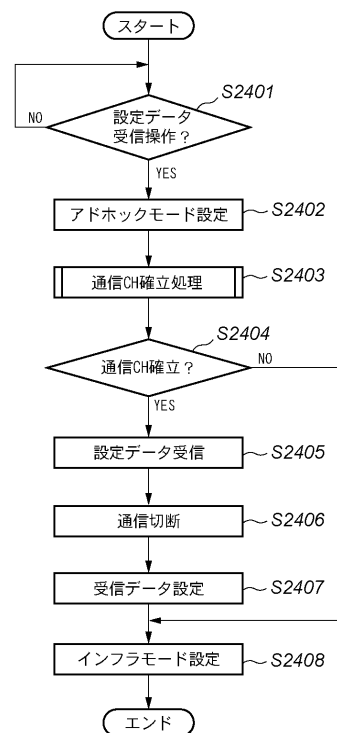 スタート
S2401
設定データ
受信操作？
NO
YES
アドホックモード設定
S2402
通信CH確立処理
S2403
S2404
通信CH確立？
NO
YES
設定データ受信
S2405
通信切断
S2406
受信データ設定
S2407
インフラモード設定
S2408
エンド